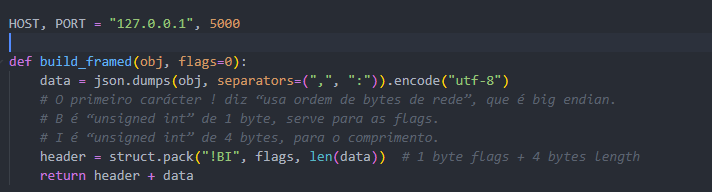 HOST, PORT = "127.0.0.1", 5000
def build_framed(obj, flags=0):
data = json.dumps(obj, separators=(",", ":")).encode("utf-8")
# O primeiro carácter ! diz “usa ordem de bytes de rede”, que é big endian.
# B é “unsigned int” de 1 byte, serve para as flags.
# I é “unsigned int” de 4 bytes, para o comprimento.
header = struct.pack("!BI", flags, len(data))  # 1 byte flags + 4 bytes length
return header + data